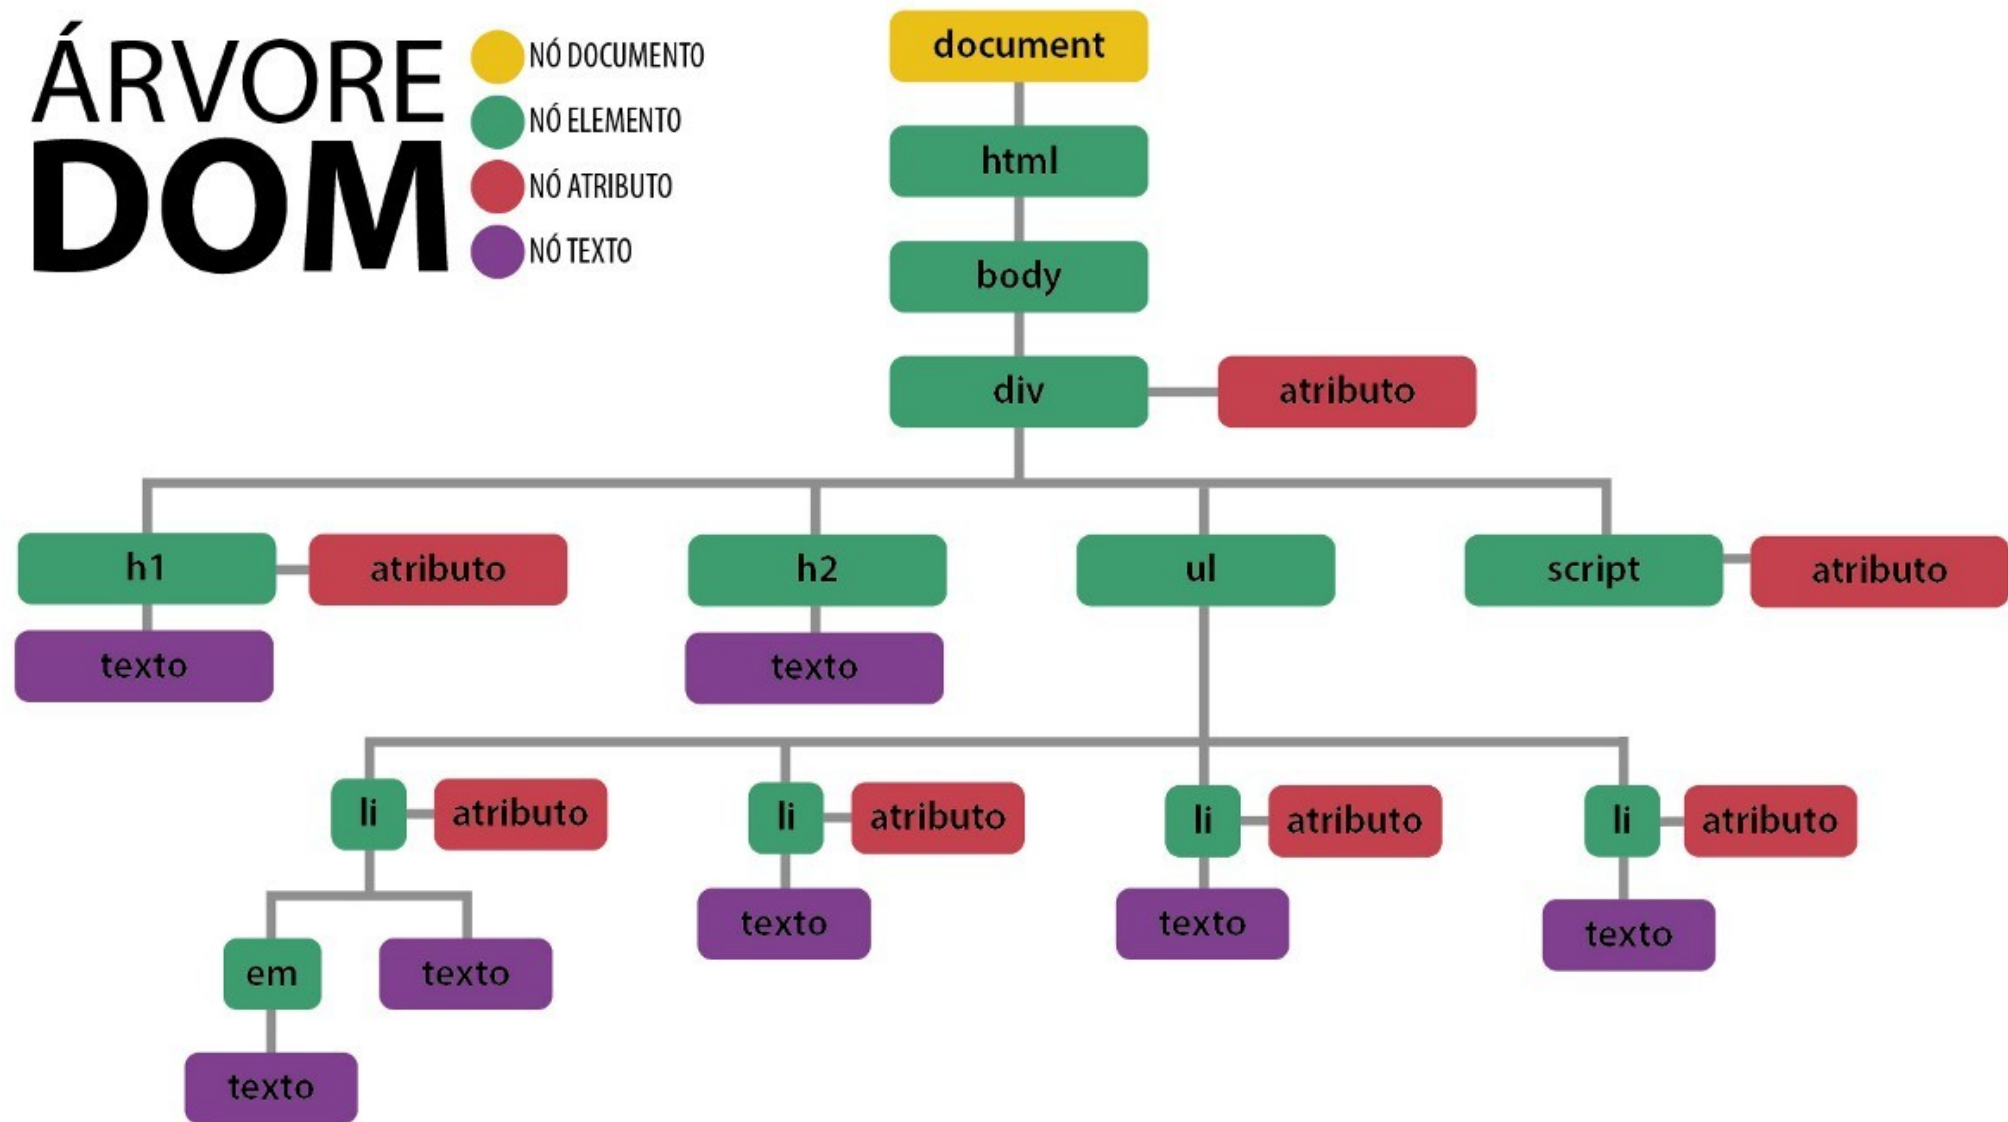 ÁRVORE
DOM
NÓ DOCUMENTO
NÓ ELEMENTO
NÓ ATRIBUTO
NÓ TEXTO
document
html
body
div
atributo
h1
atributo
h2
ul
script
atributo
texto
texto
li
atributo
li
atributo
li
atributo
li
atributo
texto
texto
texto
em
texto
texto